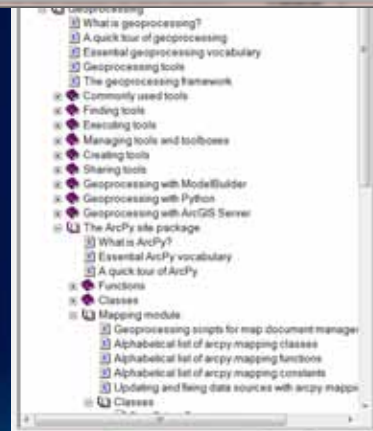 Geoprocessing
What is geoprocessing?
A quick tour of geoprocessing
Essential geoprocessing vocabulary
Geoprocessing tools
The geoprocessing framework
Commonly used tools
Finding tools
Executing tools
Managing tools and toolboxes
Creating tools
Sharing tools
Geoprocessing with ModelBuilder
Geoprocessing with Python
Geoprocessing with ArcGIS Server
The ArcPy site package
What is ArcPy?
Essential ArcPy vocabulary
A quick tour of ArcPy
Functions
Classes
Mapping module
Geoprocessing scripts for map document manage
Alphabetical list of arcpy mapping classes
Alphabetical list of arcpy mapping functions
Alphabetical list of arcpy mapping constants
Updating and fixing data sources with arcpy mappi
Classes